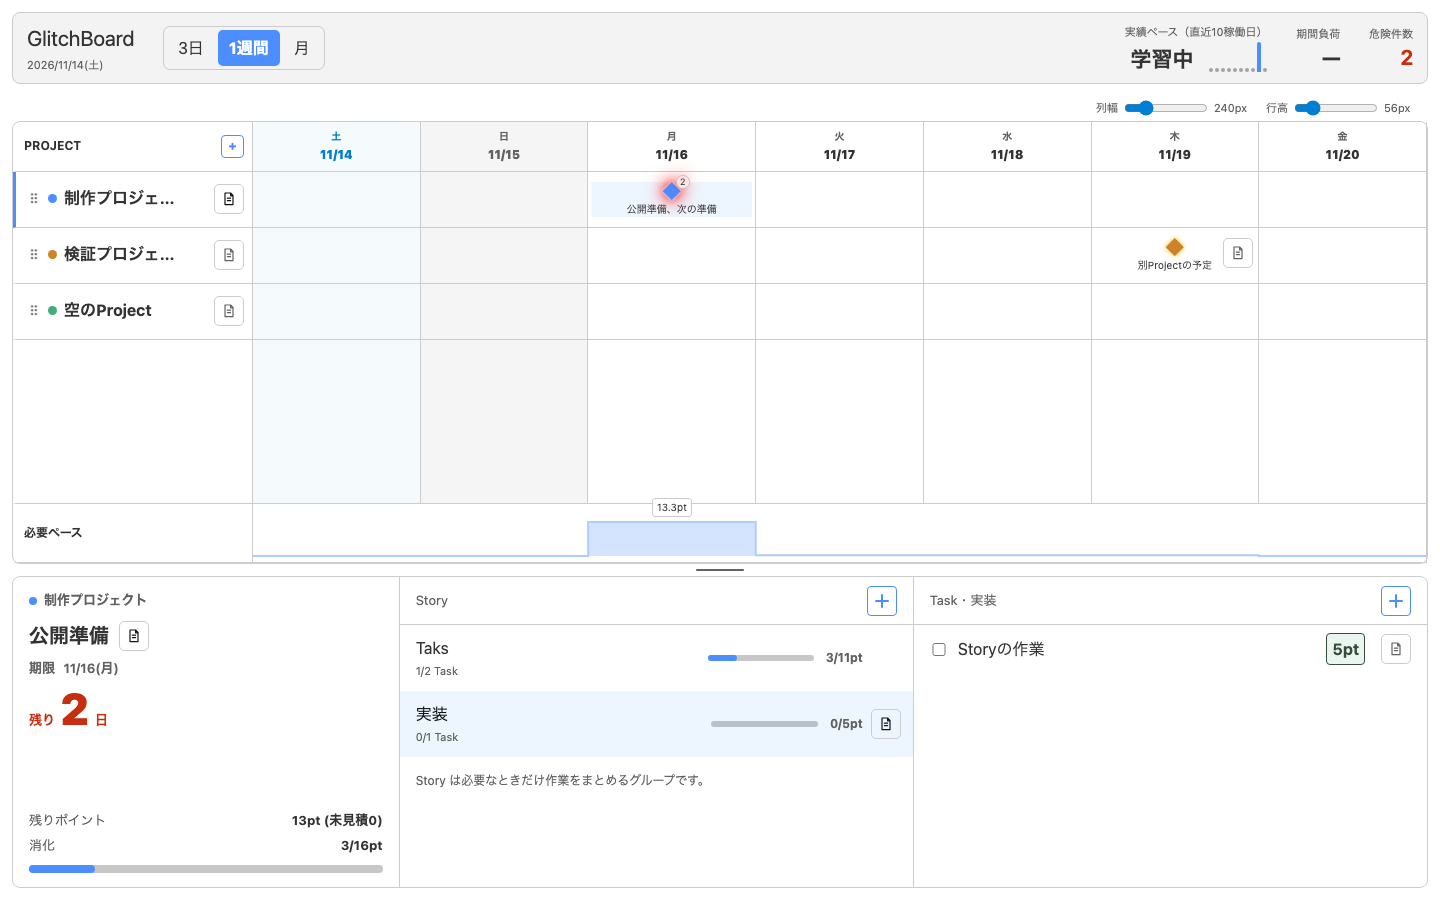 GlitchBoard
2026/11/14(土)
3日 1週間 月
実績ペース（直近10稼働日）
学習中
期間負荷
—
危険件数
2
列幅 240px 行高 56px
PROJECT +
土 日 月 火 水 木 金
11/14 11/15 11/16 11/17 11/18 11/19 11/20
制作プロジェ...
2
公開準備、次の準備
検証プロジェ...
別Projectの予定
空のProject
13.3pt
必要ペース
制作プロジェクト
公開準備
期限 11/16(月)
残り 2 日
残りポイント 13pt (未見積0)
消化 3/16pt
Story +
Taks
1/2 Task
3/11pt
実装
0/1 Task
0/5pt
Story は必要なときだけ作業をまとめるグループです。
Task・実装 +
Storyの作業 5pt